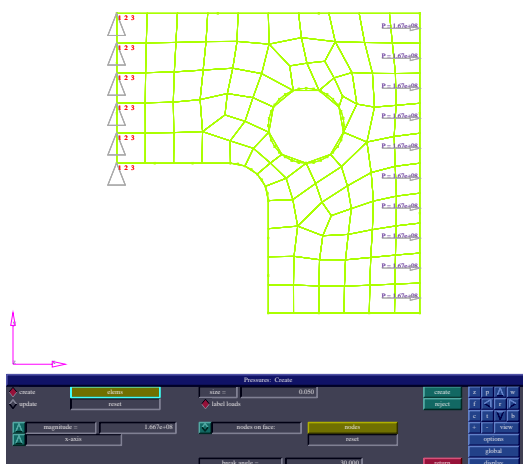 1 2 3
P = 1.67e+08
1 2 3
P = 1.67e+08
1 2 3
P = 1.67e+08
1 2 3
P = 1.67e+08
1 2 3
P = 1.67e+08
1 2 3
P = 1.67e+08
P = 1.67e+08
P = 1.67e+08
P = 1.67e+08
P = 1.67e+08
Pressures: Create
create elems size = 0.050 create z p w
update reset label loads reject f r
c t b
magnitude = 1.667e+08 nodes on face: nodes + - view
x-axis reset options
global
break angle = 30.000 return display